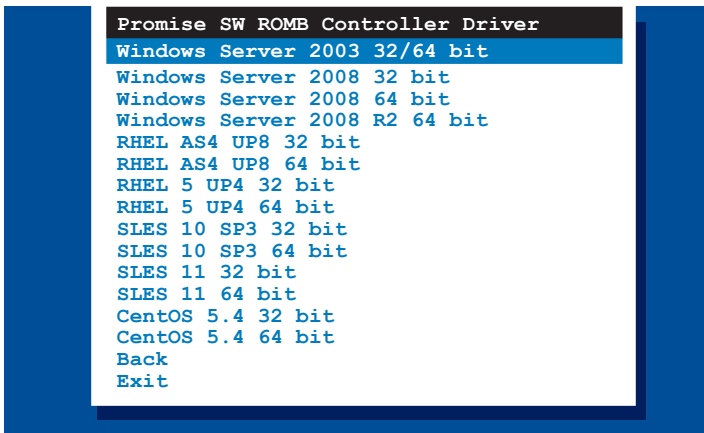 Promise SW ROMB Controller Driver
Windows Server 2003 32/64 bit
Windows Server 2008 32 bit
Windows Server 2008 64 bit
Windows Server 2008 R2 64 bit
RHEL AS4 UP8 32 bit
RHEL AS4 UP8 64 bit
RHEL 5 UP4 32 bit
RHEL 5 UP4 64 bit
SLES 10 SP3 32 bit
SLES 10 SP3 64 bit
SLES 11 32 bit
SLES 11 64 bit
CentOS 5.4 32 bit
CentOS 5.4 64 bit
Back
Exit